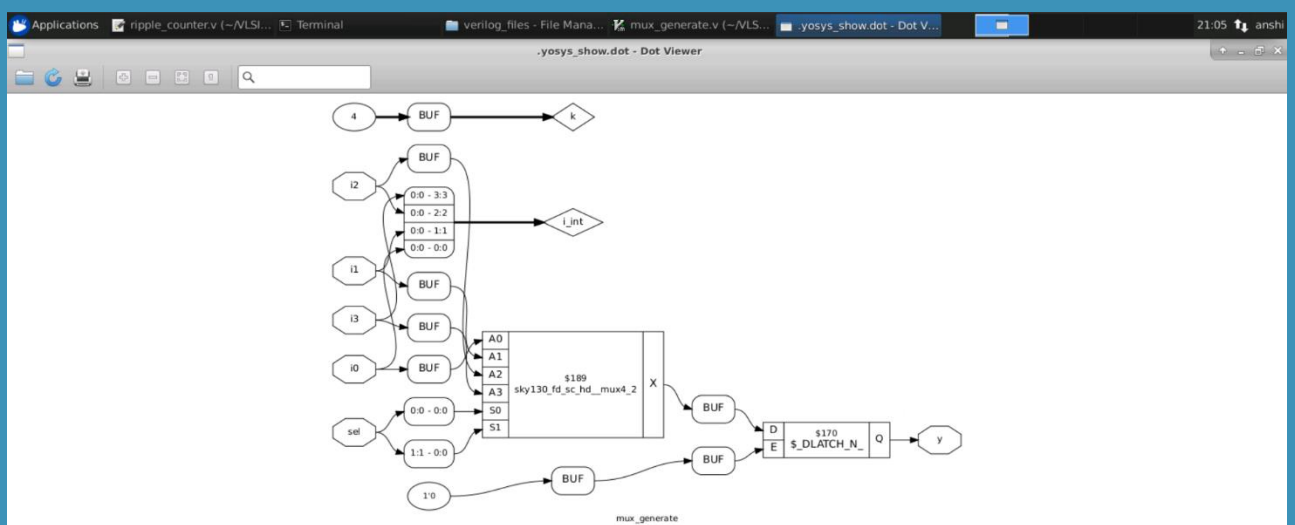 Applications ripple_counter.v (~/VLSI... Terminal verilog_files - File Mana... mux_generate.v (~/VLS... .yosys_show.dot - Dot V... 21:05 anshi
.yosys_show.dot - Dot Viewer
4 BUF k
BUF
i2
0:0 - 3:3
0:0 - 2:2
0:0 - 1:1
0:0 - 0:0
i_int
i1
BUF
i3
BUF
i0
BUF
A0
A1
A2
A3
S0
S1
$189
sky130_fd_sc_hd__mux4_2
X
sel
0:0 - 0:0
1:1 - 0:0
BUF
D
E
$170
$_DLATCH_N_
Q
y
BUF
1'0
BUF
mux_generate